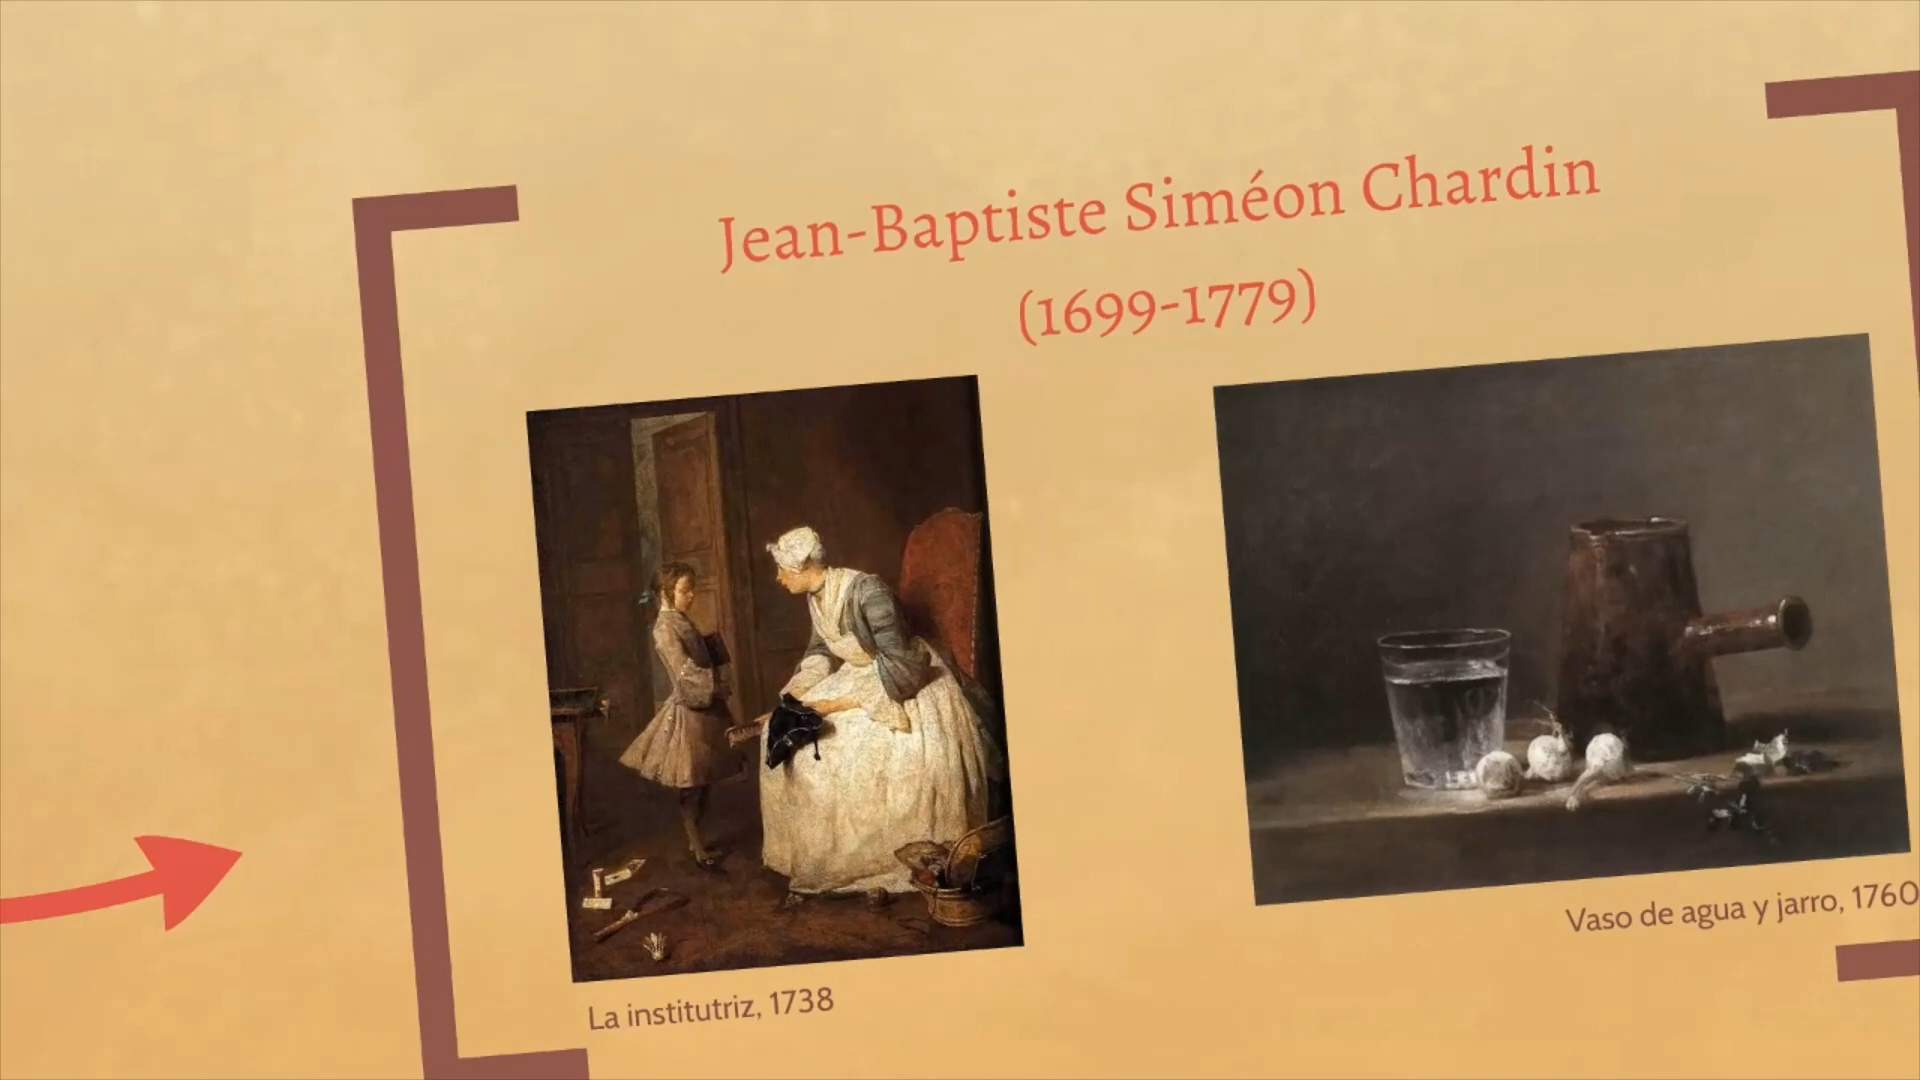 Jean-Baptiste Siméon Chardin
(1699-1779)
La institutriz, 1738
Vaso de agua y jarro, 1760